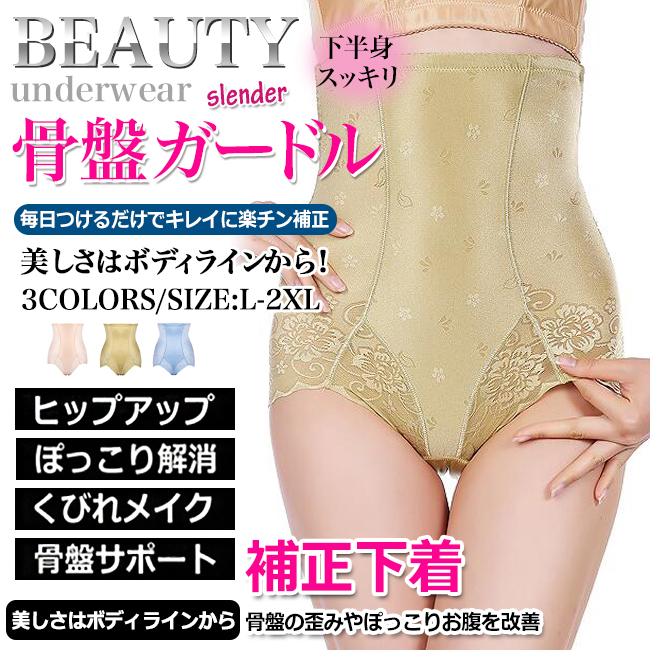 BEAUTY
underwear slender
下半身
スッキリ
骨盤ガードル
毎日つけるだけでキレイに楽チン補正
美しさはボディラインから!
3COLORS/SIZE:L-2XL
ヒップアップ
ぽっこり解消
くびれメイク
骨盤サポート
補正下着
美しさはボディラインから
骨盤の歪みやぽっこりお腹を改善